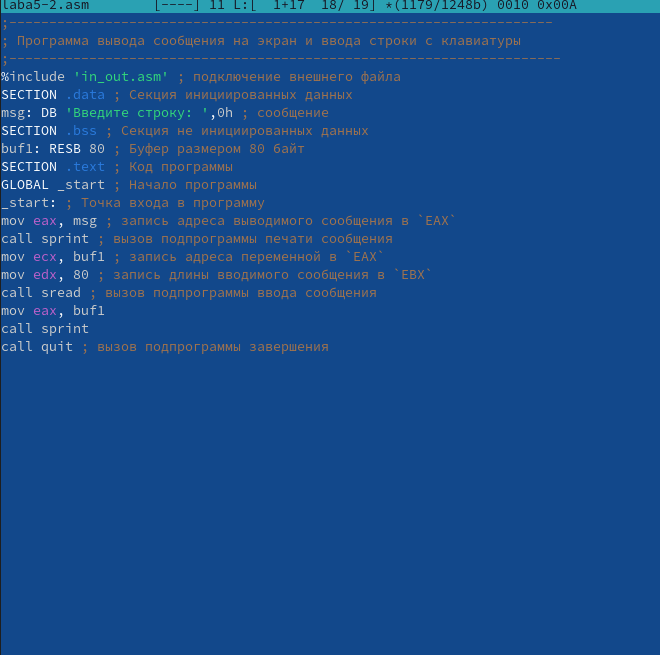 laba5-2.asm [----] 11 L:[ 1+17 18/ 19] *(1179/1248b) 0010 0x00A
;--------------------------------------------------------------------
; Программа вывода сообщения на экран и ввода строки с клавиатуры
;---------------------------------------------------------------------
%include 'in_out.asm' ; подключение внешнего файла
SECTION .data ; Секция инициированных данных
msg: DB 'Введите строку: ',0h ; сообщение
SECTION .bss ; Секция не инициированных данных
buf1: RESB 80 ; Буфер размером 80 байт
SECTION .text ; Код программы
GLOBAL _start ; Начало программы
_start: ; Точка входа в программу
mov eax, msg ; запись адреса выводимого сообщения в `EAX`
call sprint ; вызов подпрограммы печати сообщения
mov ecx, buf1 ; запись адреса переменной в `EAX`
mov edx, 80 ; запись длины вводимого сообщения в `EBX`
call sread ; вызов подпрограммы ввода сообщения
mov eax, buf1
call sprint
call quit ; вызов подпрограммы завершения